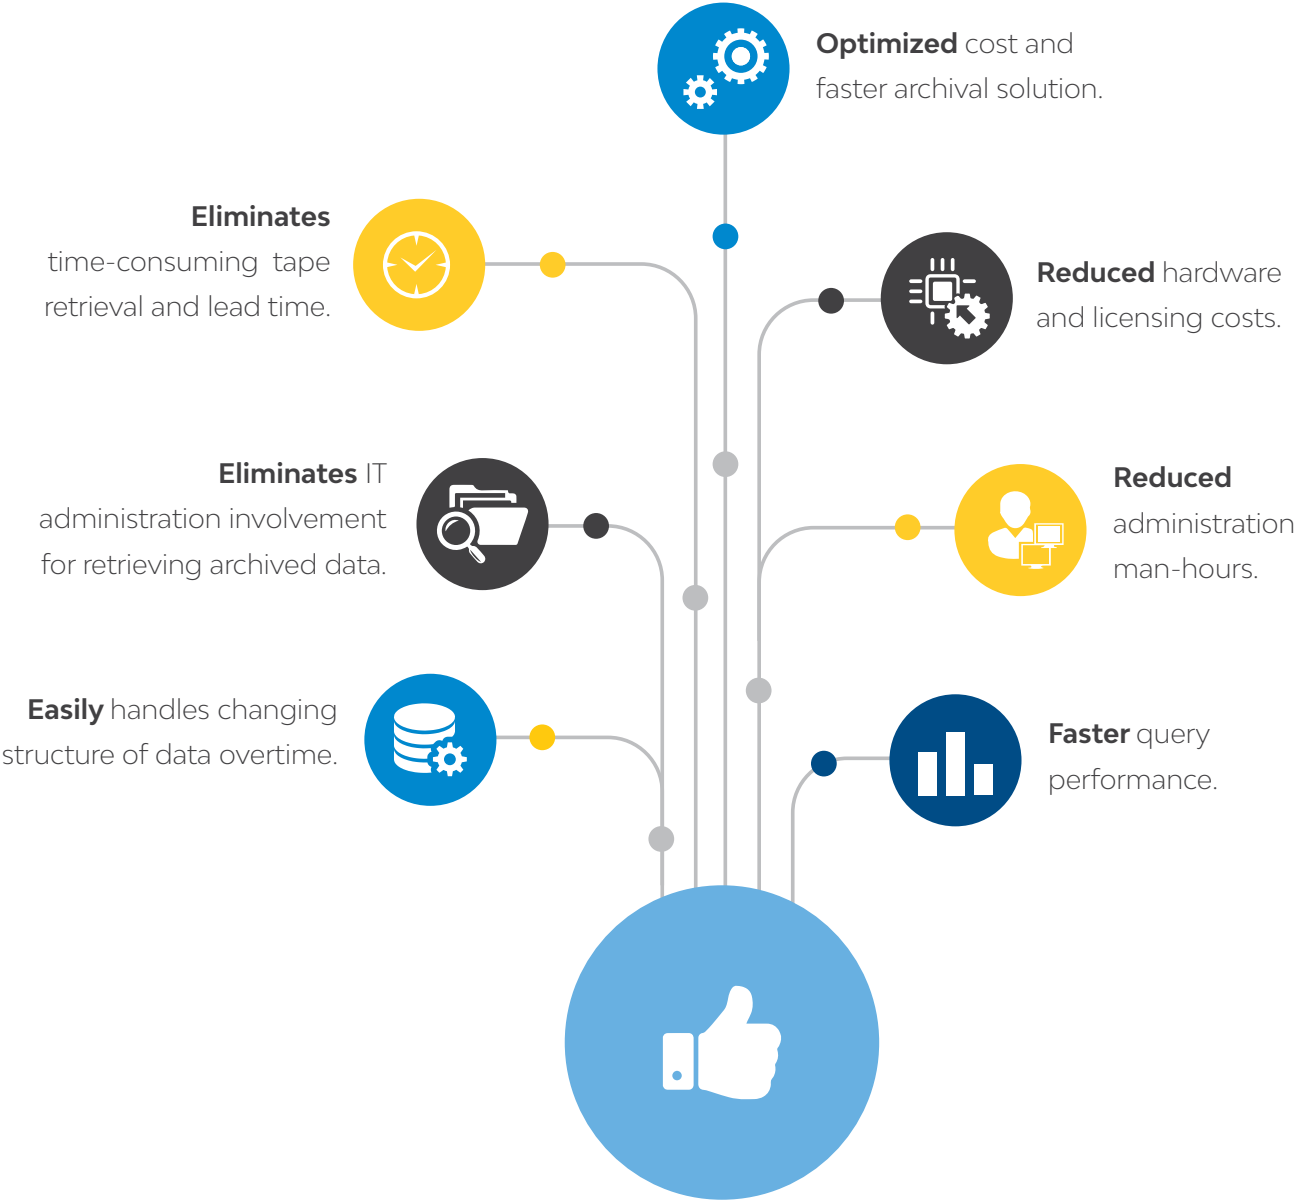 Optimized cost and
faster archival solution.
Eliminates
time-consuming tape
retrieval and lead time.
Reduced hardware
and licensing costs.
Eliminates IT
administration involvement
for retrieving archived data.
Reduced
administration
man-hours.
Easily handles changing
structure of data overtime.
Faster query
performance.